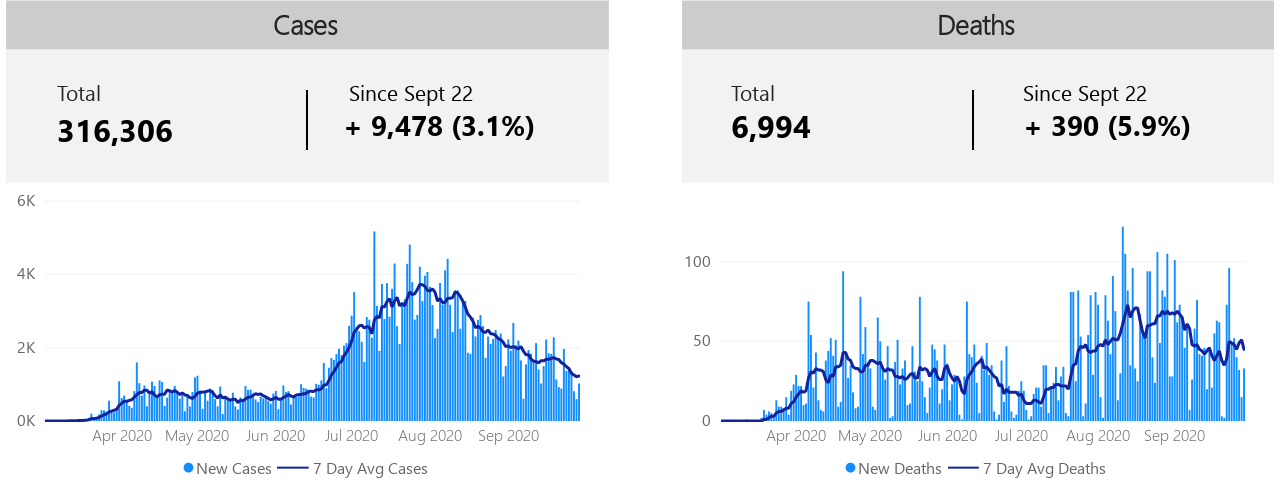 Cases
Total
316,306
Since Sept 22
+ 9,478 (3.1%)
6K
4K
2K
0K
Apr 2020 May 2020 Jun 2020 Jul 2020 Aug 2020 Sep 2020
New Cases 7 Day Avg Cases
Deaths
Total
6,994
Since Sept 22
+ 390 (5.9%)
100
50
0
Apr 2020 May 2020 Jun 2020 Jul 2020 Aug 2020 Sep 2020
New Deaths 7 Day Avg Deaths